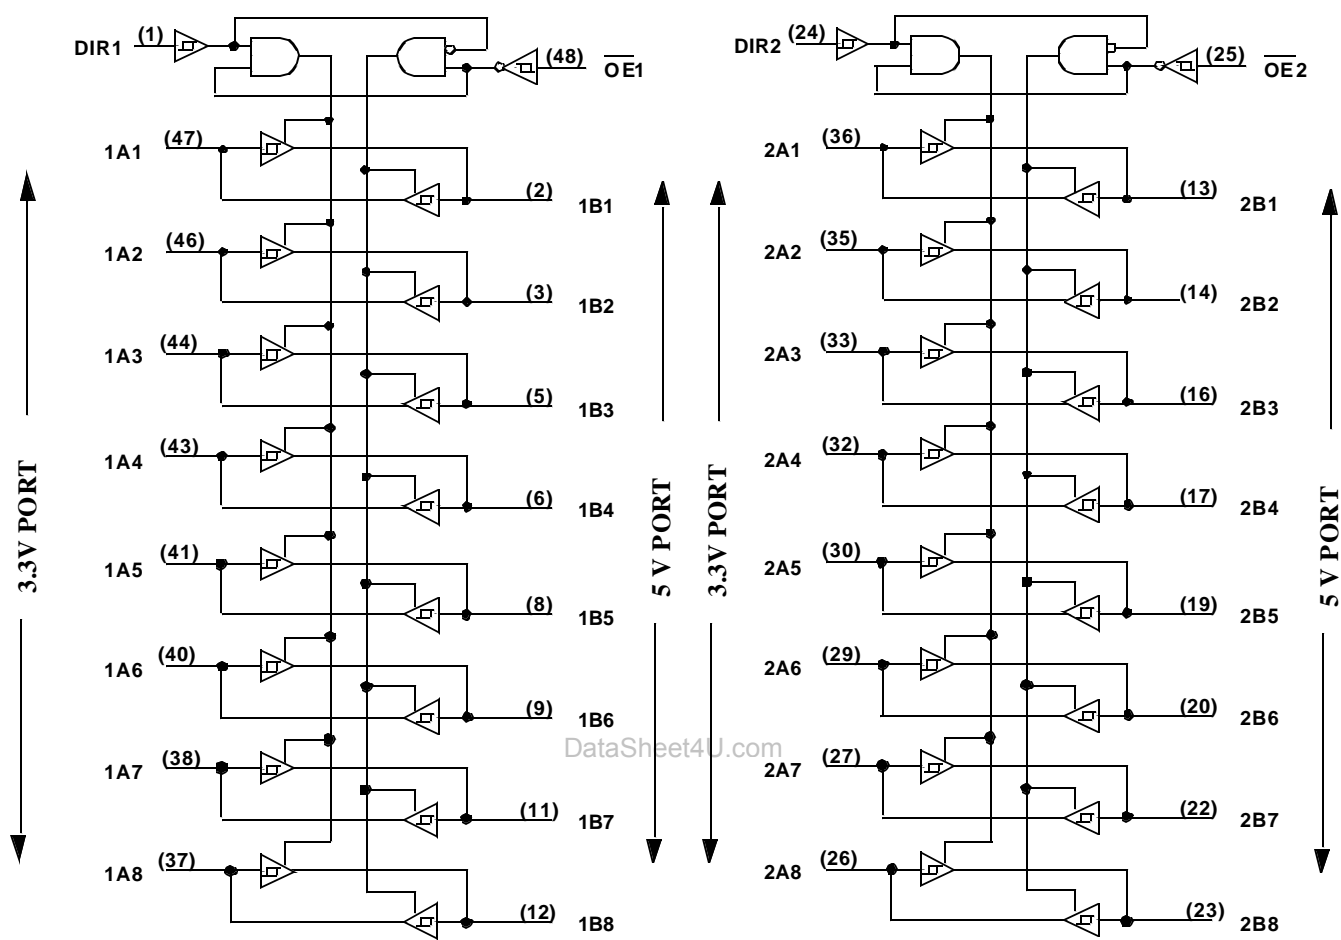 DIR1 (1)
(48) OE1
1A1 (47)
(2) 1B1
1A2 (46)
(3) 1B2
1A3 (44)
(5) 1B3
1A4 (43)
(6) 1B4
1A5 (41)
(8) 1B5
1A6 (40)
(9) 1B6
1A7 (38)
(11) 1B7
1A8 (37)
(12) 1B8
3.3V PORT
5 V PORT
DIR2 (24)
(25) OE2
2A1 (36)
(13) 2B1
2A2 (35)
(14) 2B2
2A3 (33)
(16) 2B3
2A4 (32)
(17) 2B4
2A5 (30)
(19) 2B5
2A6 (29)
(20) 2B6
2A7 (27)
(22) 2B7
2A8 (26)
(23) 2B8
3.3V PORT
5 V PORT
DataSheet4U.com